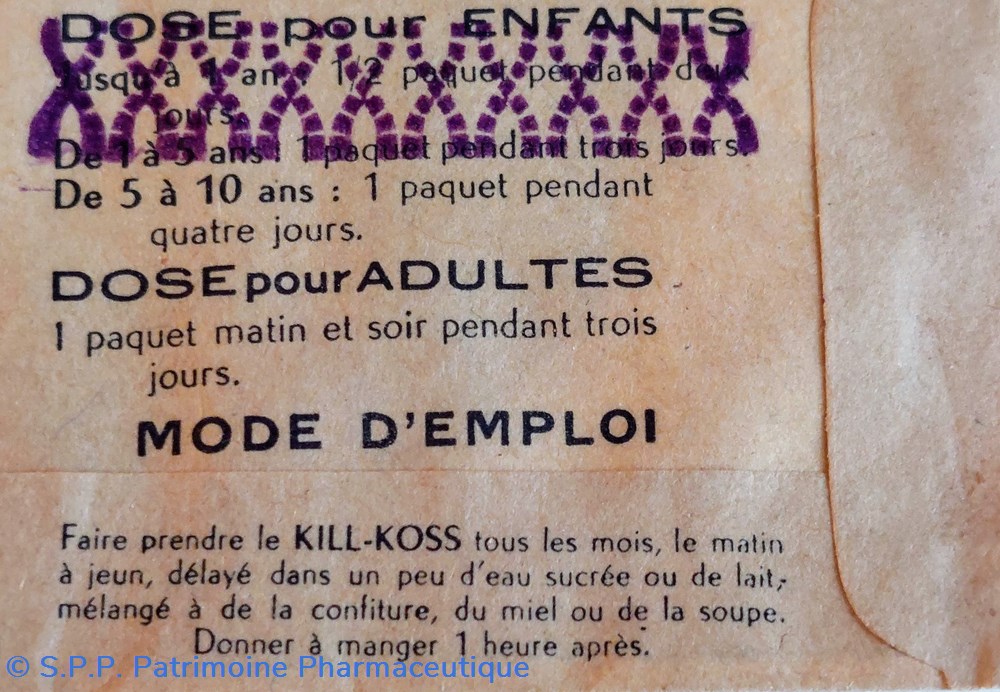 DOSE pour ENFANTS
Jusqu'à 1 an : 1/2 paquet pendant deux
jours.
De 1 à 5 ans : 1 paquet pendant trois jours.
De 5 à 10 ans : 1 paquet pendant
quatre jours.
DOSE pour ADULTES
1 paquet matin et soir pendant trois
jours.
MODE D'EMPLOI
Faire prendre le KILL-KOSS tous les mois, le matin
à jeun, délayé dans un peu d'eau sucrée ou de lait,
mélangé à de la confiture, du miel ou de la soupe.
Donner à manger 1 heure après.
© S.P.P. Patrimoine Pharmaceutique